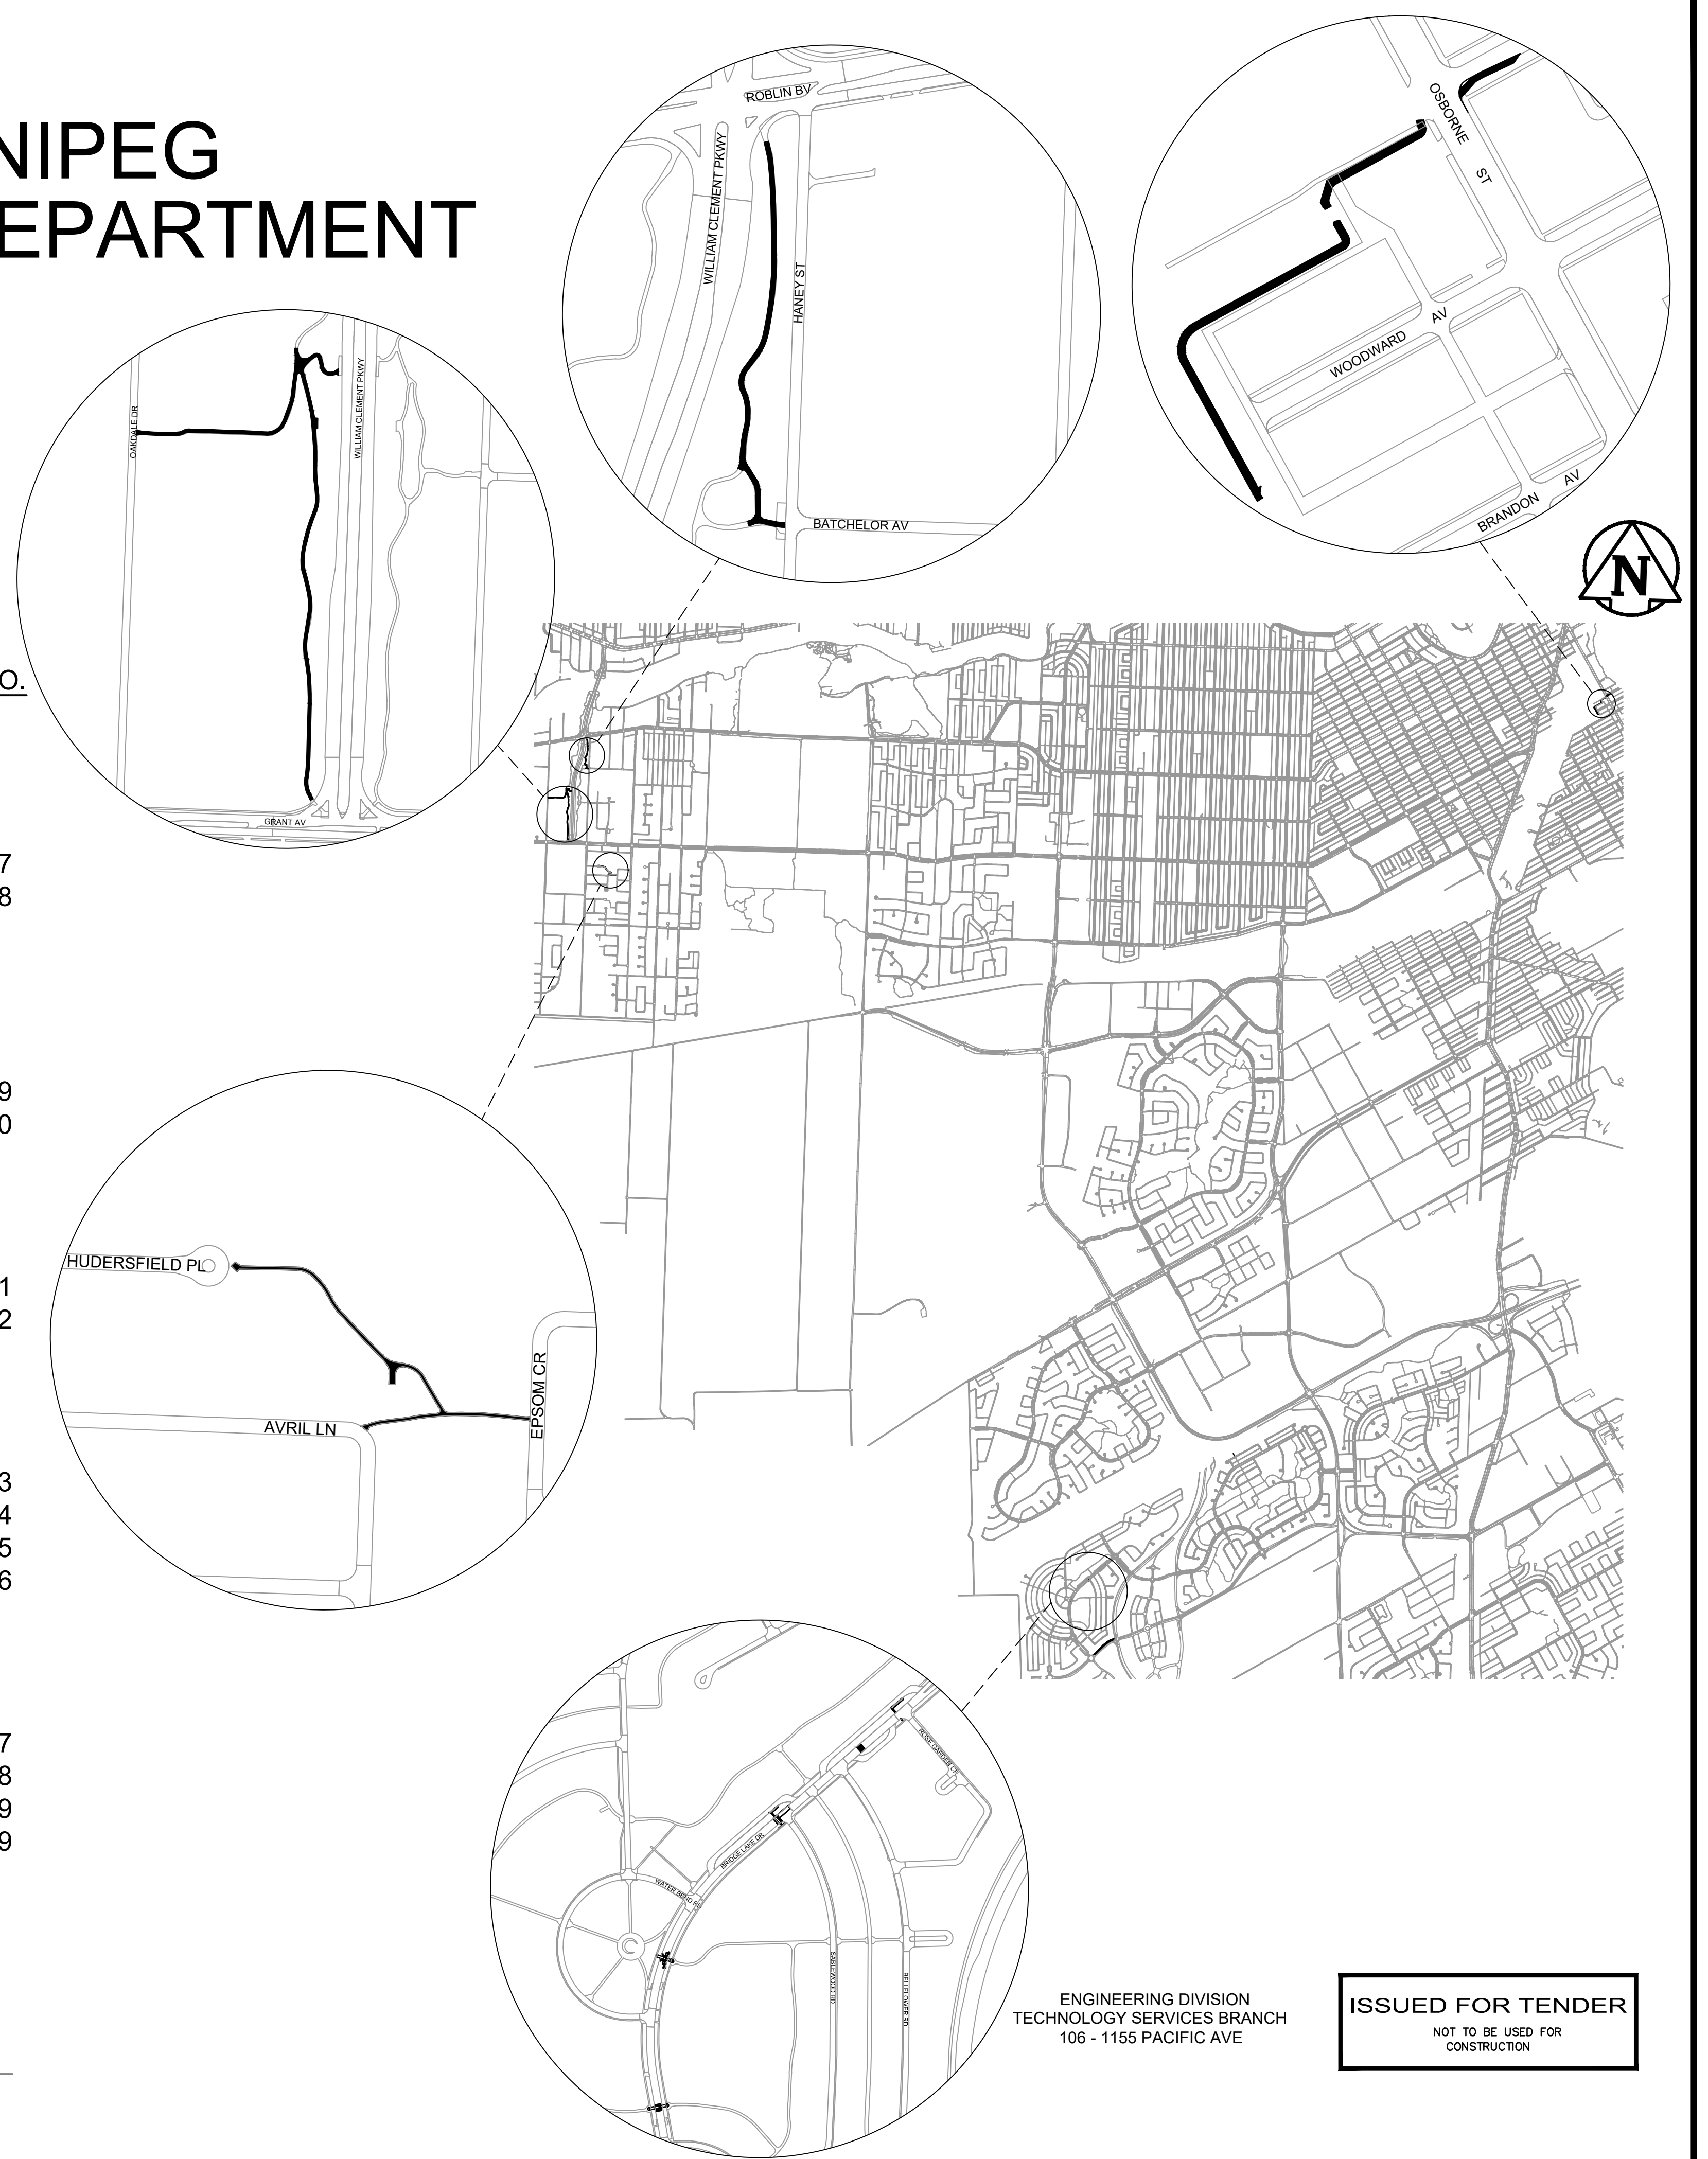 NIPEG
EPARTMENT
ROBLIN BV
WILLIAM CLEMENT PKWY
HANEY ST
BATCHELOR AV
OSBORNE ST
WOODWARD AV
BRANDON AV
N
OAKDALE DR
WILLIAM CLEMENT PKWY
GRANT AV
O.
7
8
9
0
1
2
3
4
5
6
7
8
9
9
HUDERSFIELD PL
AVRIL LN
EPSOM CR
ROSE GARDEN CR
BRIDGE LAKE DR
WATER BEND RD
SABLEWOOD RD
BELLFLOWER RD
ENGINEERING DIVISION
TECHNOLOGY SERVICES BRANCH
106 - 1155 PACIFIC AVE
ISSUED FOR TENDER
NOT TO BE USED FOR
CONSTRUCTION